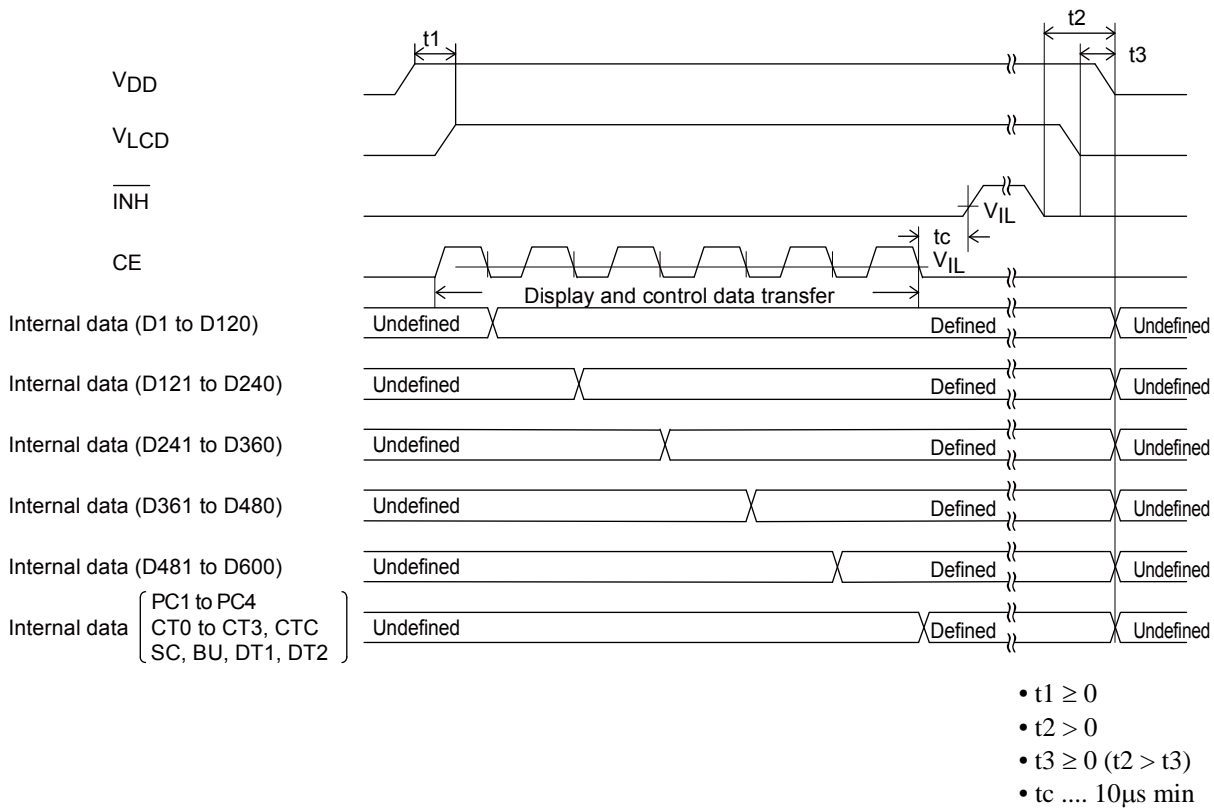 t1
t2
t3
VDD
VLCD
INH
VIL
tc
CE
VIL
Display and control data transfer
Internal data (D1 to D120)
Undefined
Defined
Undefined
Internal data (D121 to D240)
Undefined
Defined
Undefined
Internal data (D241 to D360)
Undefined
Defined
Undefined
Internal data (D361 to D480)
Undefined
Defined
Undefined
Internal data (D481 to D600)
Undefined
Defined
Undefined
Internal data
PC1 to PC4
CT0 to CT3, CTC
SC, BU, DT1, DT2
Undefined
Defined
Undefined
• t1 ≥ 0
• t2 > 0
• t3 ≥ 0 (t2 > t3)
• tc .... 10μs min